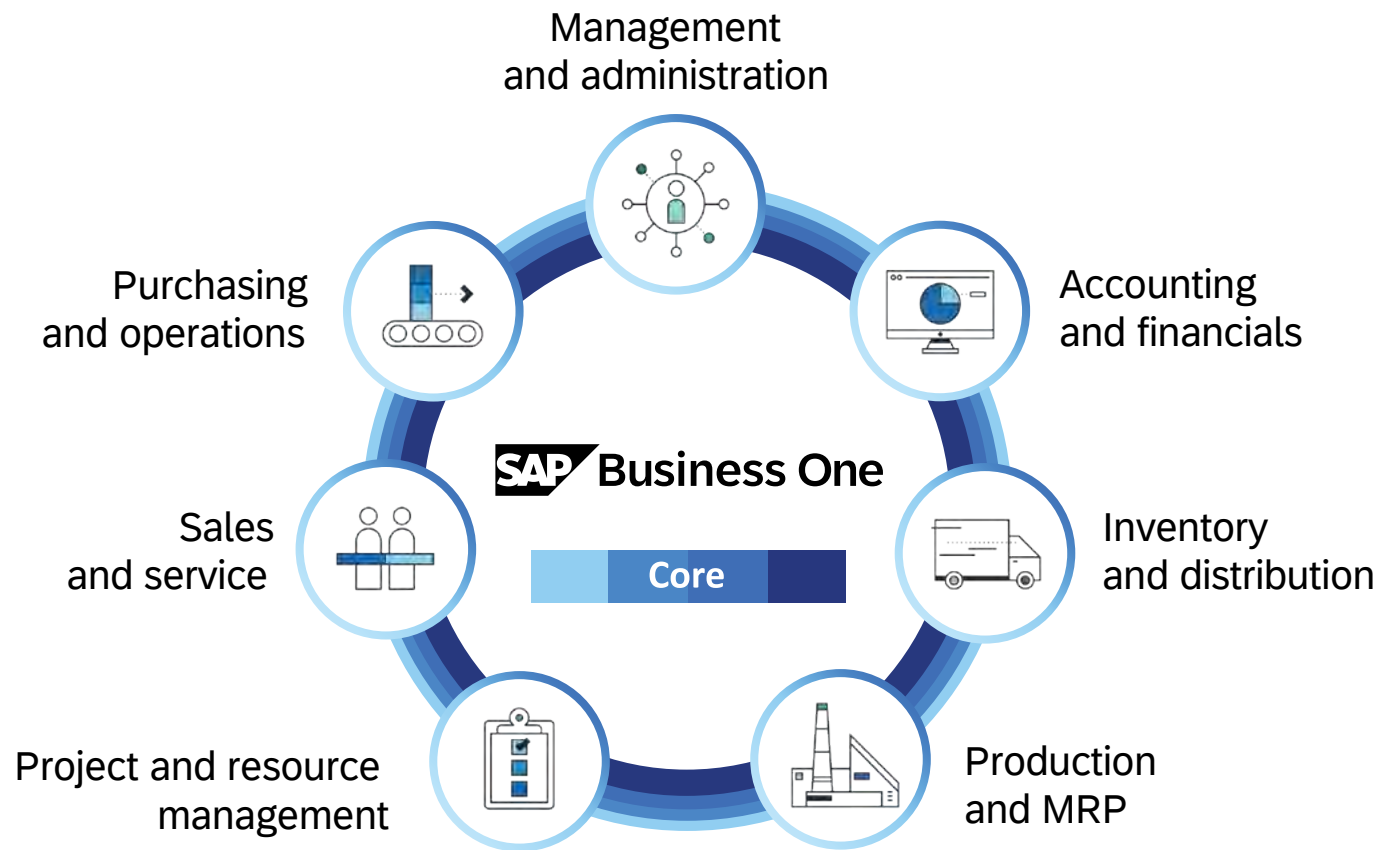 Management
and administration
Purchasing
and operations
Accounting
and financials
SAP Business One
Core
Sales
and service
Inventory
and distribution
Project and resource
management
Production
and MRP